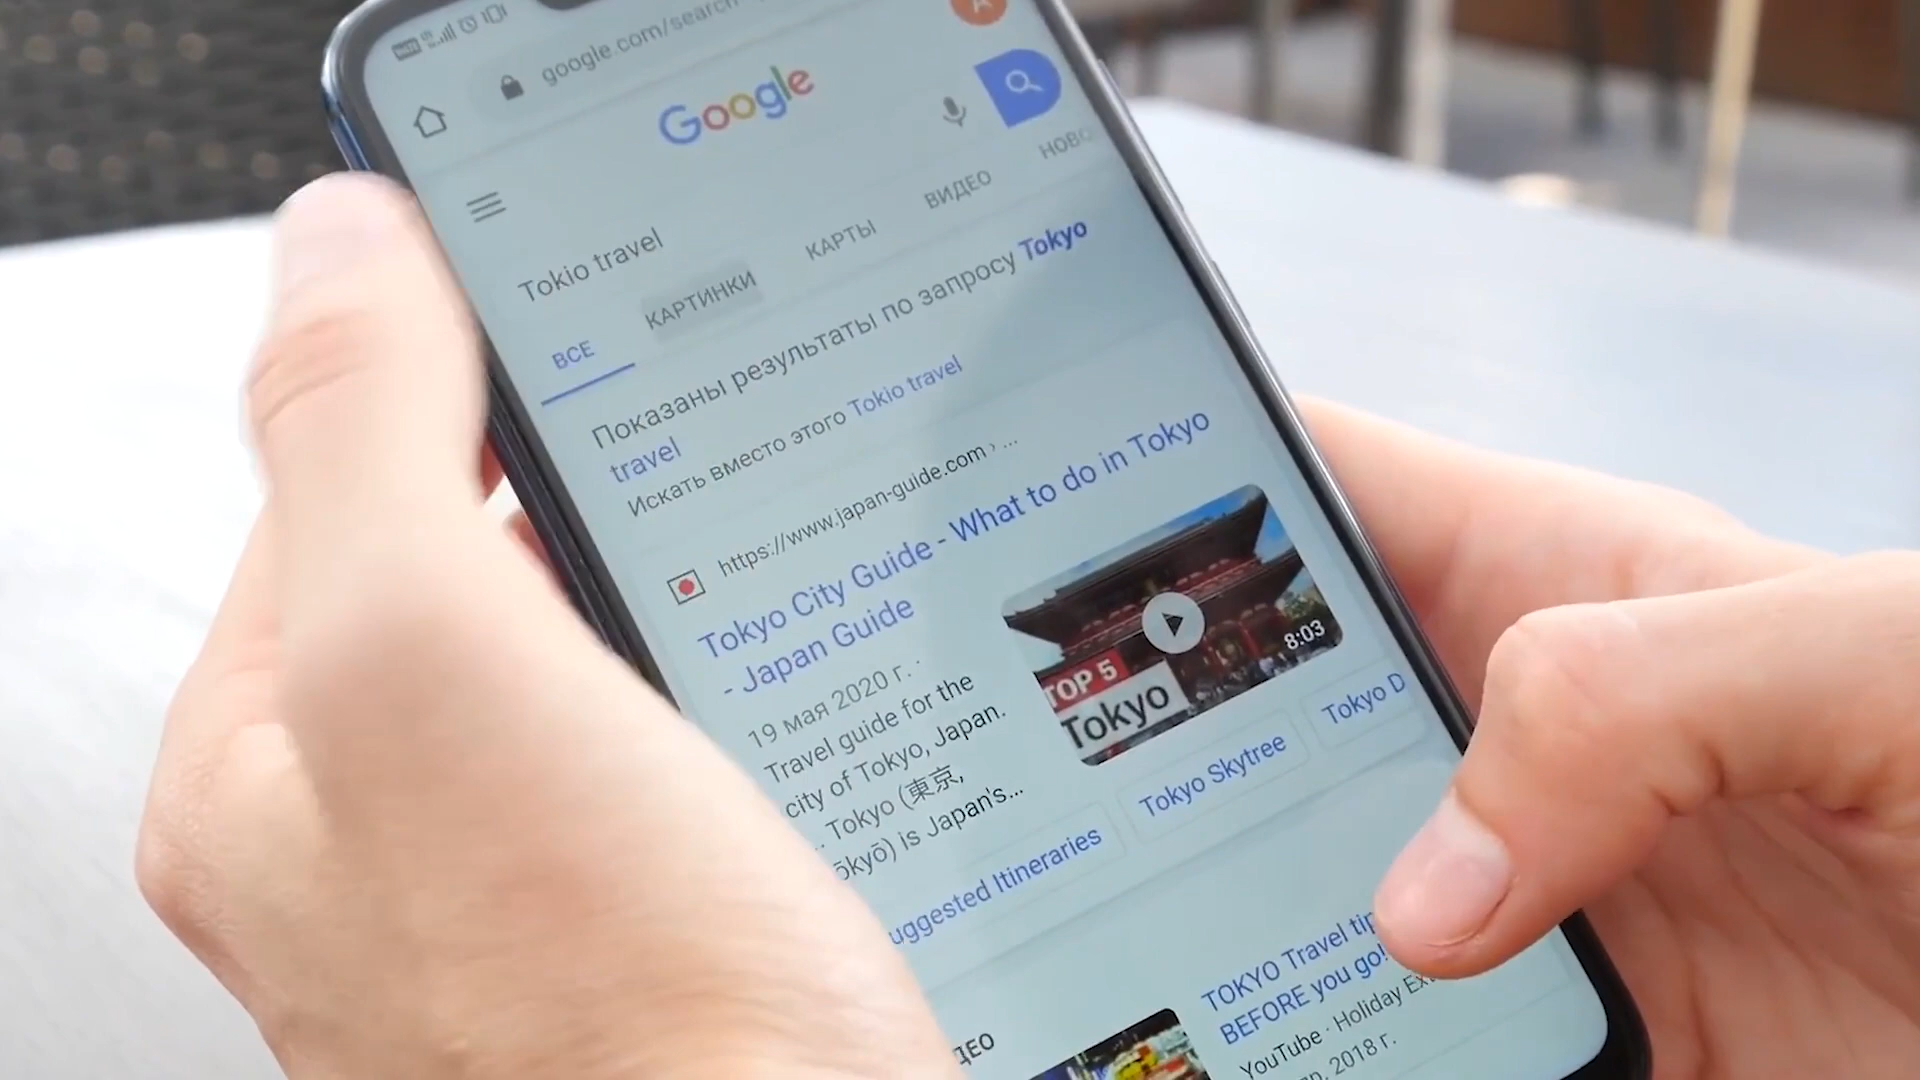 google.com/search
A
Google
Tokio travel
ВСЕ
КАРТИНКИ
КАРТЫ
ВИДЕО
НОВО
Показаны результаты по запросу Tokyo
travel
Искать вместо этого Tokio travel
https://www.japan-guide.com › ...
Tokyo City Guide - What to do in Tokyo
- Japan Guide
19 мая 2020 г. ·
Travel guide for the
city of Tokyo, Japan.
... Tokyo (東京,
ōkyō) is Japan's...
TOP 5
Tokyo
8:03
uggested Itineraries
Tokyo Skytree
Tokyo D
ДЕО
TOKYO Travel tip
BEFORE you go!
YouTube · Holiday Ex
2018 г.